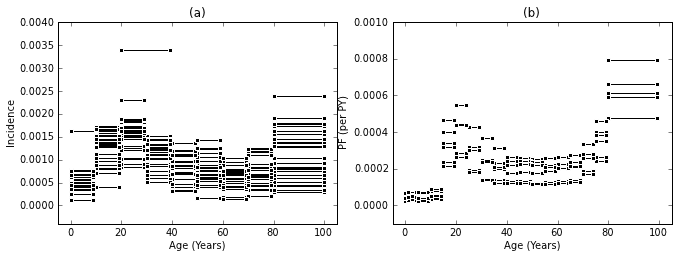 (a)
(b)
0.0040
0.0035
0.0030
0.0025
0.0020
0.0015
0.0010
0.0005
0.0000
Incidence
0 20 40 60 80 100
Age (Years)
0.0010
0.0008
0.0006
0.0004
0.0002
0.0000
PF (per PY)
0 20 40 60 80 100
Age (Years)